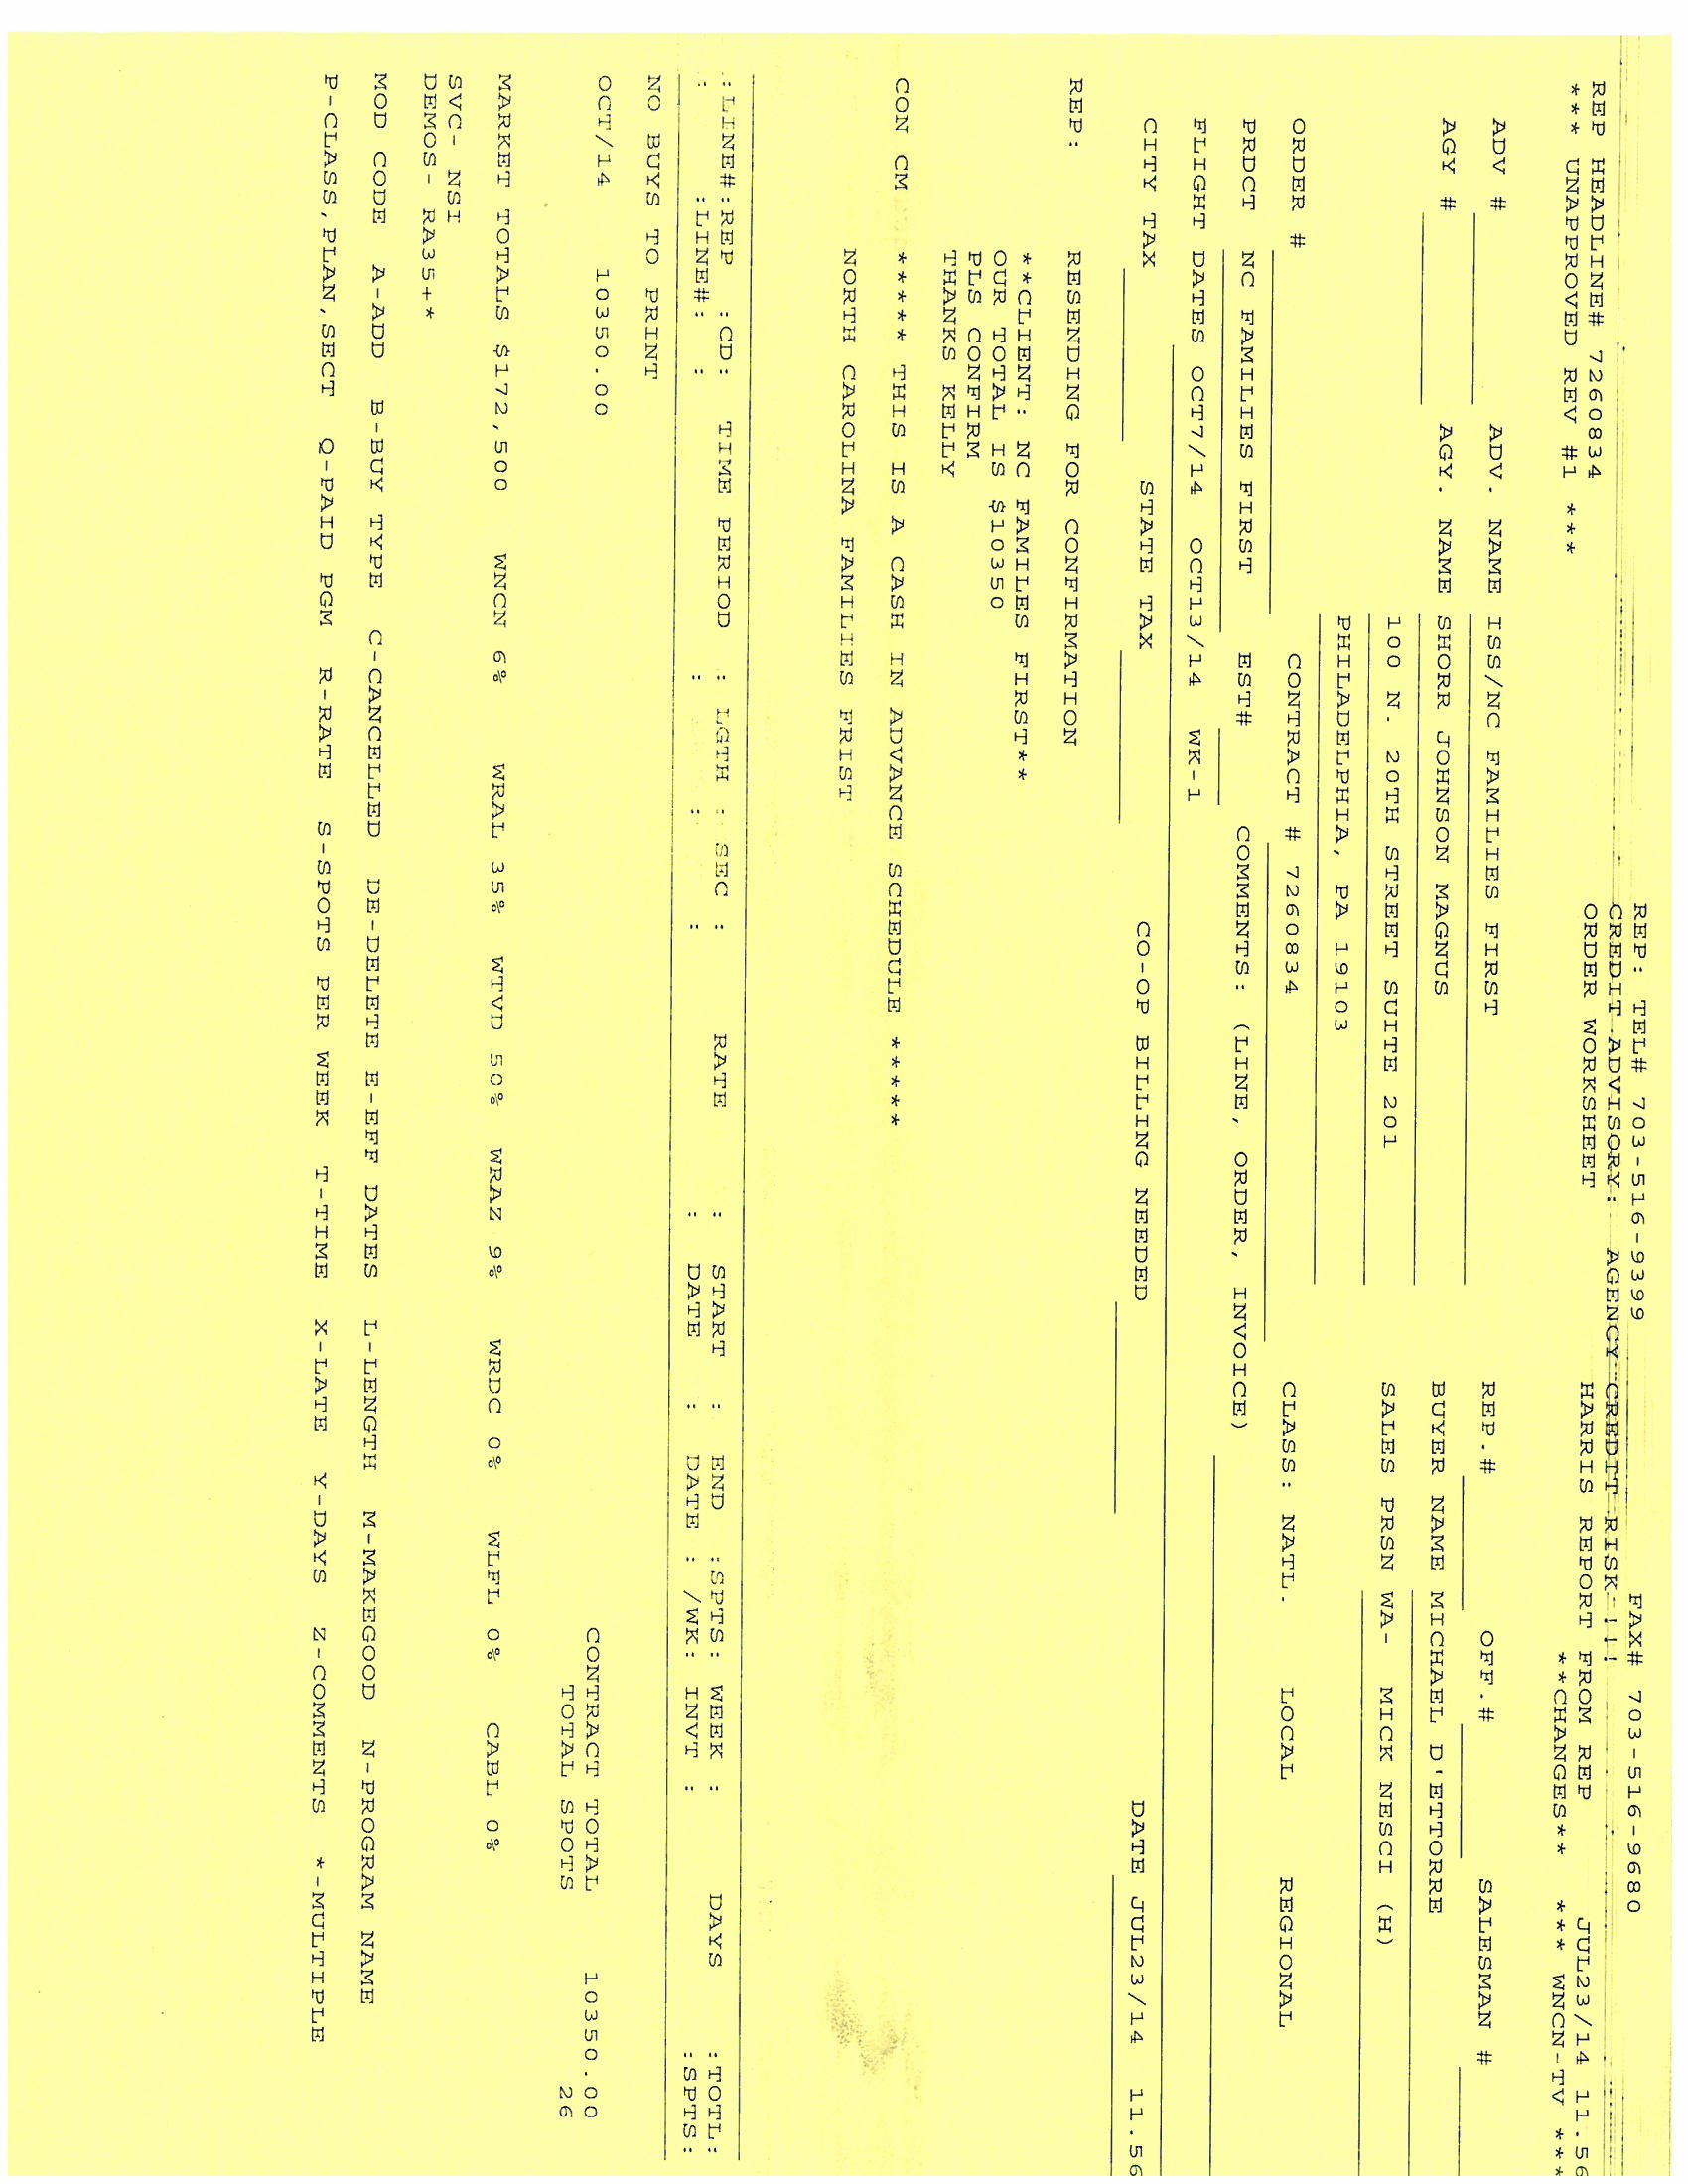 REP: TEL# 703-516-9399 FAX# 703-516-9680
CREDIT ADVISORY: AGENCY CREDIT RISK !!!
REP HEADLINE# 7260834 ORDER WORKSHEET HARRIS REPORT FROM REP JUL23/14 11.56
*** UNAPPROVED REV #1 *** **CHANGES** *** WNCN-TV ***
ADV # ADV. NAME ISS/NC FAMILIES FIRST REP.# OFF.# SALESMAN #
AGY # AGY. NAME SHORR JOHNSON MAGNUS BUYER NAME MICHAEL D'ETTORRE
100 N. 20TH STREET SUITE 201 SALES PRSN WA- MICK NESCI (H)
PHILADELPHIA, PA 19103
ORDER # CONTRACT # 7260834 CLASS: NATL. LOCAL REGIONAL
PRDCT NC FAMILIES FIRST EST# COMMENTS: (LINE, ORDER, INVOICE)
FLIGHT DATES OCT7/14 OCT13/14 WK-1
CITY TAX STATE TAX CO-OP BILLING NEEDED DATE JUL23/14 11.56
REP: RESENDING FOR CONFIRMATION
**CLIENT: NC FAMILES FIRST**
OUR TOTAL IS $10350
PLS CONFIRM
THANKS KELLY
CON CM ***** THIS IS A CASH IN ADVANCE SCHEDULE *****
NORTH CAROLINA FAMILIES FRIST
:LINE#:REP :CD: TIME PERIOD : LGTH : SEC : RATE : START : END :SPTS: WEEK : DAYS :TOTL:
: :LINE#: : : : : : DATE : DATE : /WK: INVT : :SPTS:
NO BUYS TO PRINT
OCT/14 10350.00 CONTRACT TOTAL 10350.00
TOTAL SPOTS 26
MARKET TOTALS $172,500 WNCN 6% WRAL 35% WTVD 50% WRAZ 9% WRDC 0% WLFL 0% CABL 0%
SVC- NSI
DEMOS- RA35+*
MOD CODE A-ADD B-BUY TYPE C-CANCELLED DE-DELETE E-EFF DATES L-LENGTH M-MAKEGOOD N-PROGRAM NAME
P-CLASS,PLAN,SECT Q-PAID PGM R-RATE S-SPOTS PER WEEK T-TIME X-LATE Y-DAYS Z-COMMENTS *-MULTIPLE